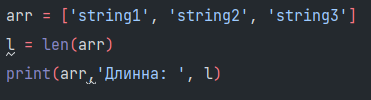 arr = ['string1', 'string2', 'string3']
l = len(arr)
print(arr,'Длинна: ', l)